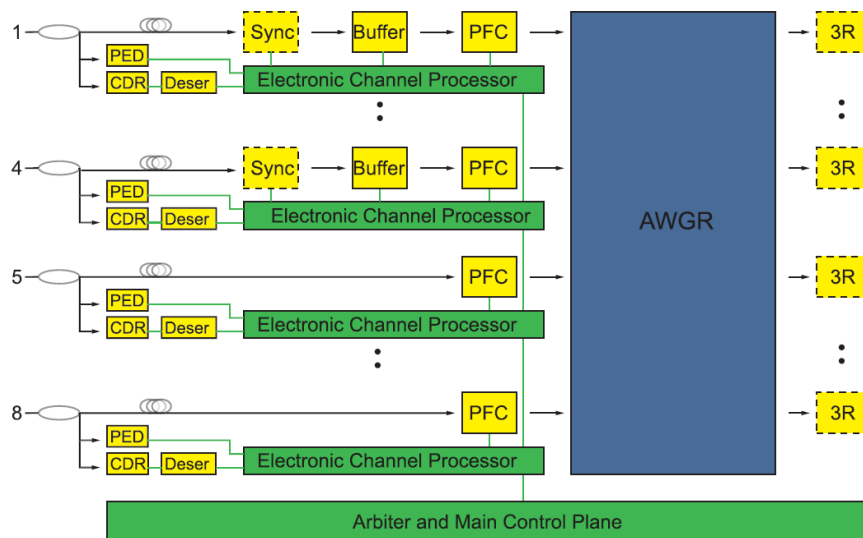 1 Sync Buffer PFC 3R
PED
CDR Deser Electronic Channel Processor
4 Sync Buffer PFC 3R
PED
CDR Deser Electronic Channel Processor
AWGR
5 PFC 3R
PED
CDR Deser Electronic Channel Processor
8 PFC 3R
PED
CDR Deser Electronic Channel Processor
Arbiter and Main Control Plane